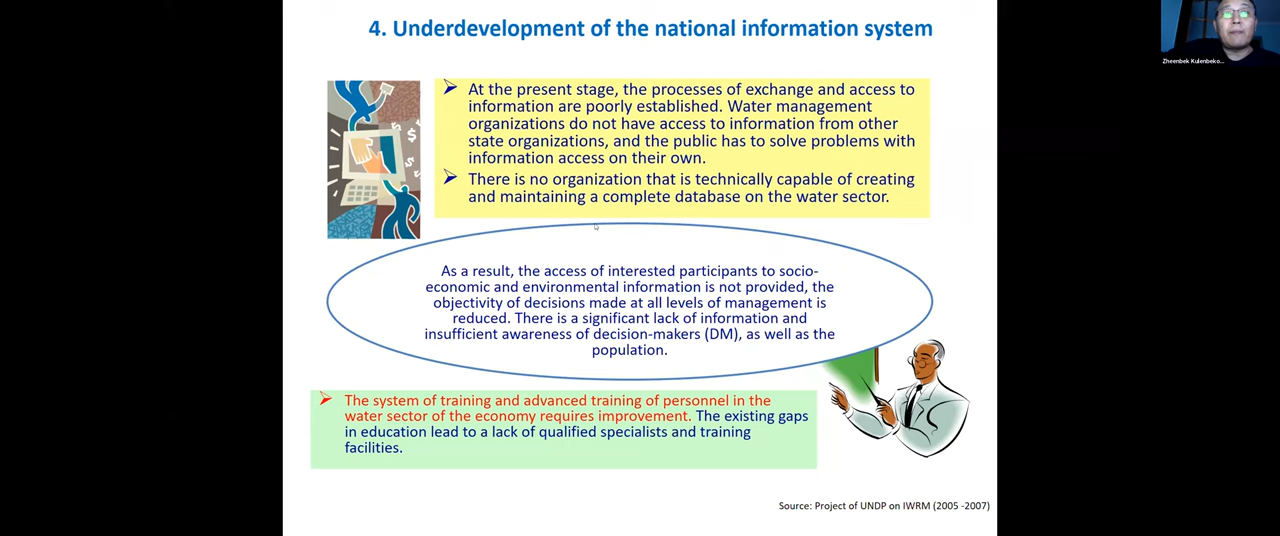 4. Underdevelopment of the national information system
Zheenbek Kulenbeko...
At the present stage, the processes of exchange and access to
information are poorly established. Water management
organizations do not have access to information from other
state organizations, and the public has to solve problems with
information access on their own.
There is no organization that is technically capable of creating
and maintaining a complete database on the water sector.
As a result, the access of interested participants to socio-
economic and environmental information is not provided, the
objectivity of decisions made at all levels of management is
reduced. There is a significant lack of information and
insufficient awareness of decision-makers (DM), as well as the
population.
The system of training and advanced training of personnel in the
water sector of the economy requires improvement. The existing gaps
in education lead to a lack of qualified specialists and training
facilities.
Source: Project of UNDP on IWRM (2005 -2007)